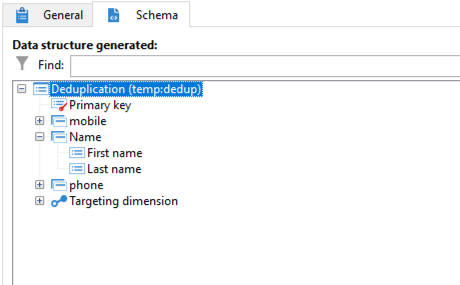 General Schema
Data structure generated:
Find:
Deduplication (temp:dedup)
Primary key
mobile
Name
First name
Last name
phone
Targeting dimension